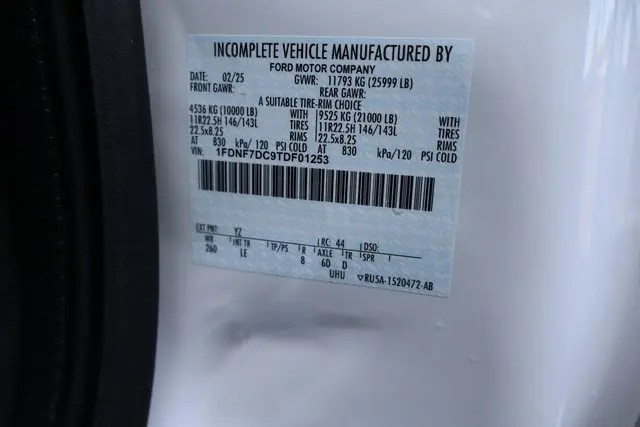 INCOMPLETE VEHICLE MANUFACTURED BY
FORD MOTOR COMPANY
DATE: 02/25 GVWR: 11793 KG (25999 LB)
FRONT GAWR: REAR GAWR:
A SUITABLE TIRE-RIM CHOICE
4536 KG (10000 LB) WITH 9525 KG (21000 LB) WITH
11R22.5H 146/143L TIRES 11R22.5H 146/143L TIRES
22.5x8.25 RIMS 22.5x8.25 RIMS
AT 830 kPa/120 PSI COLD AT 830 kPa/120 PSI COLD
VIN: 1FDNF7DC9TDF01253
EXT PNT: YZ RC: 44 DSO:
WB INT TR TP/PS R AXLE TR SPR
260 LE 8 6D D
UHU ▽RU5A-1520472-AB